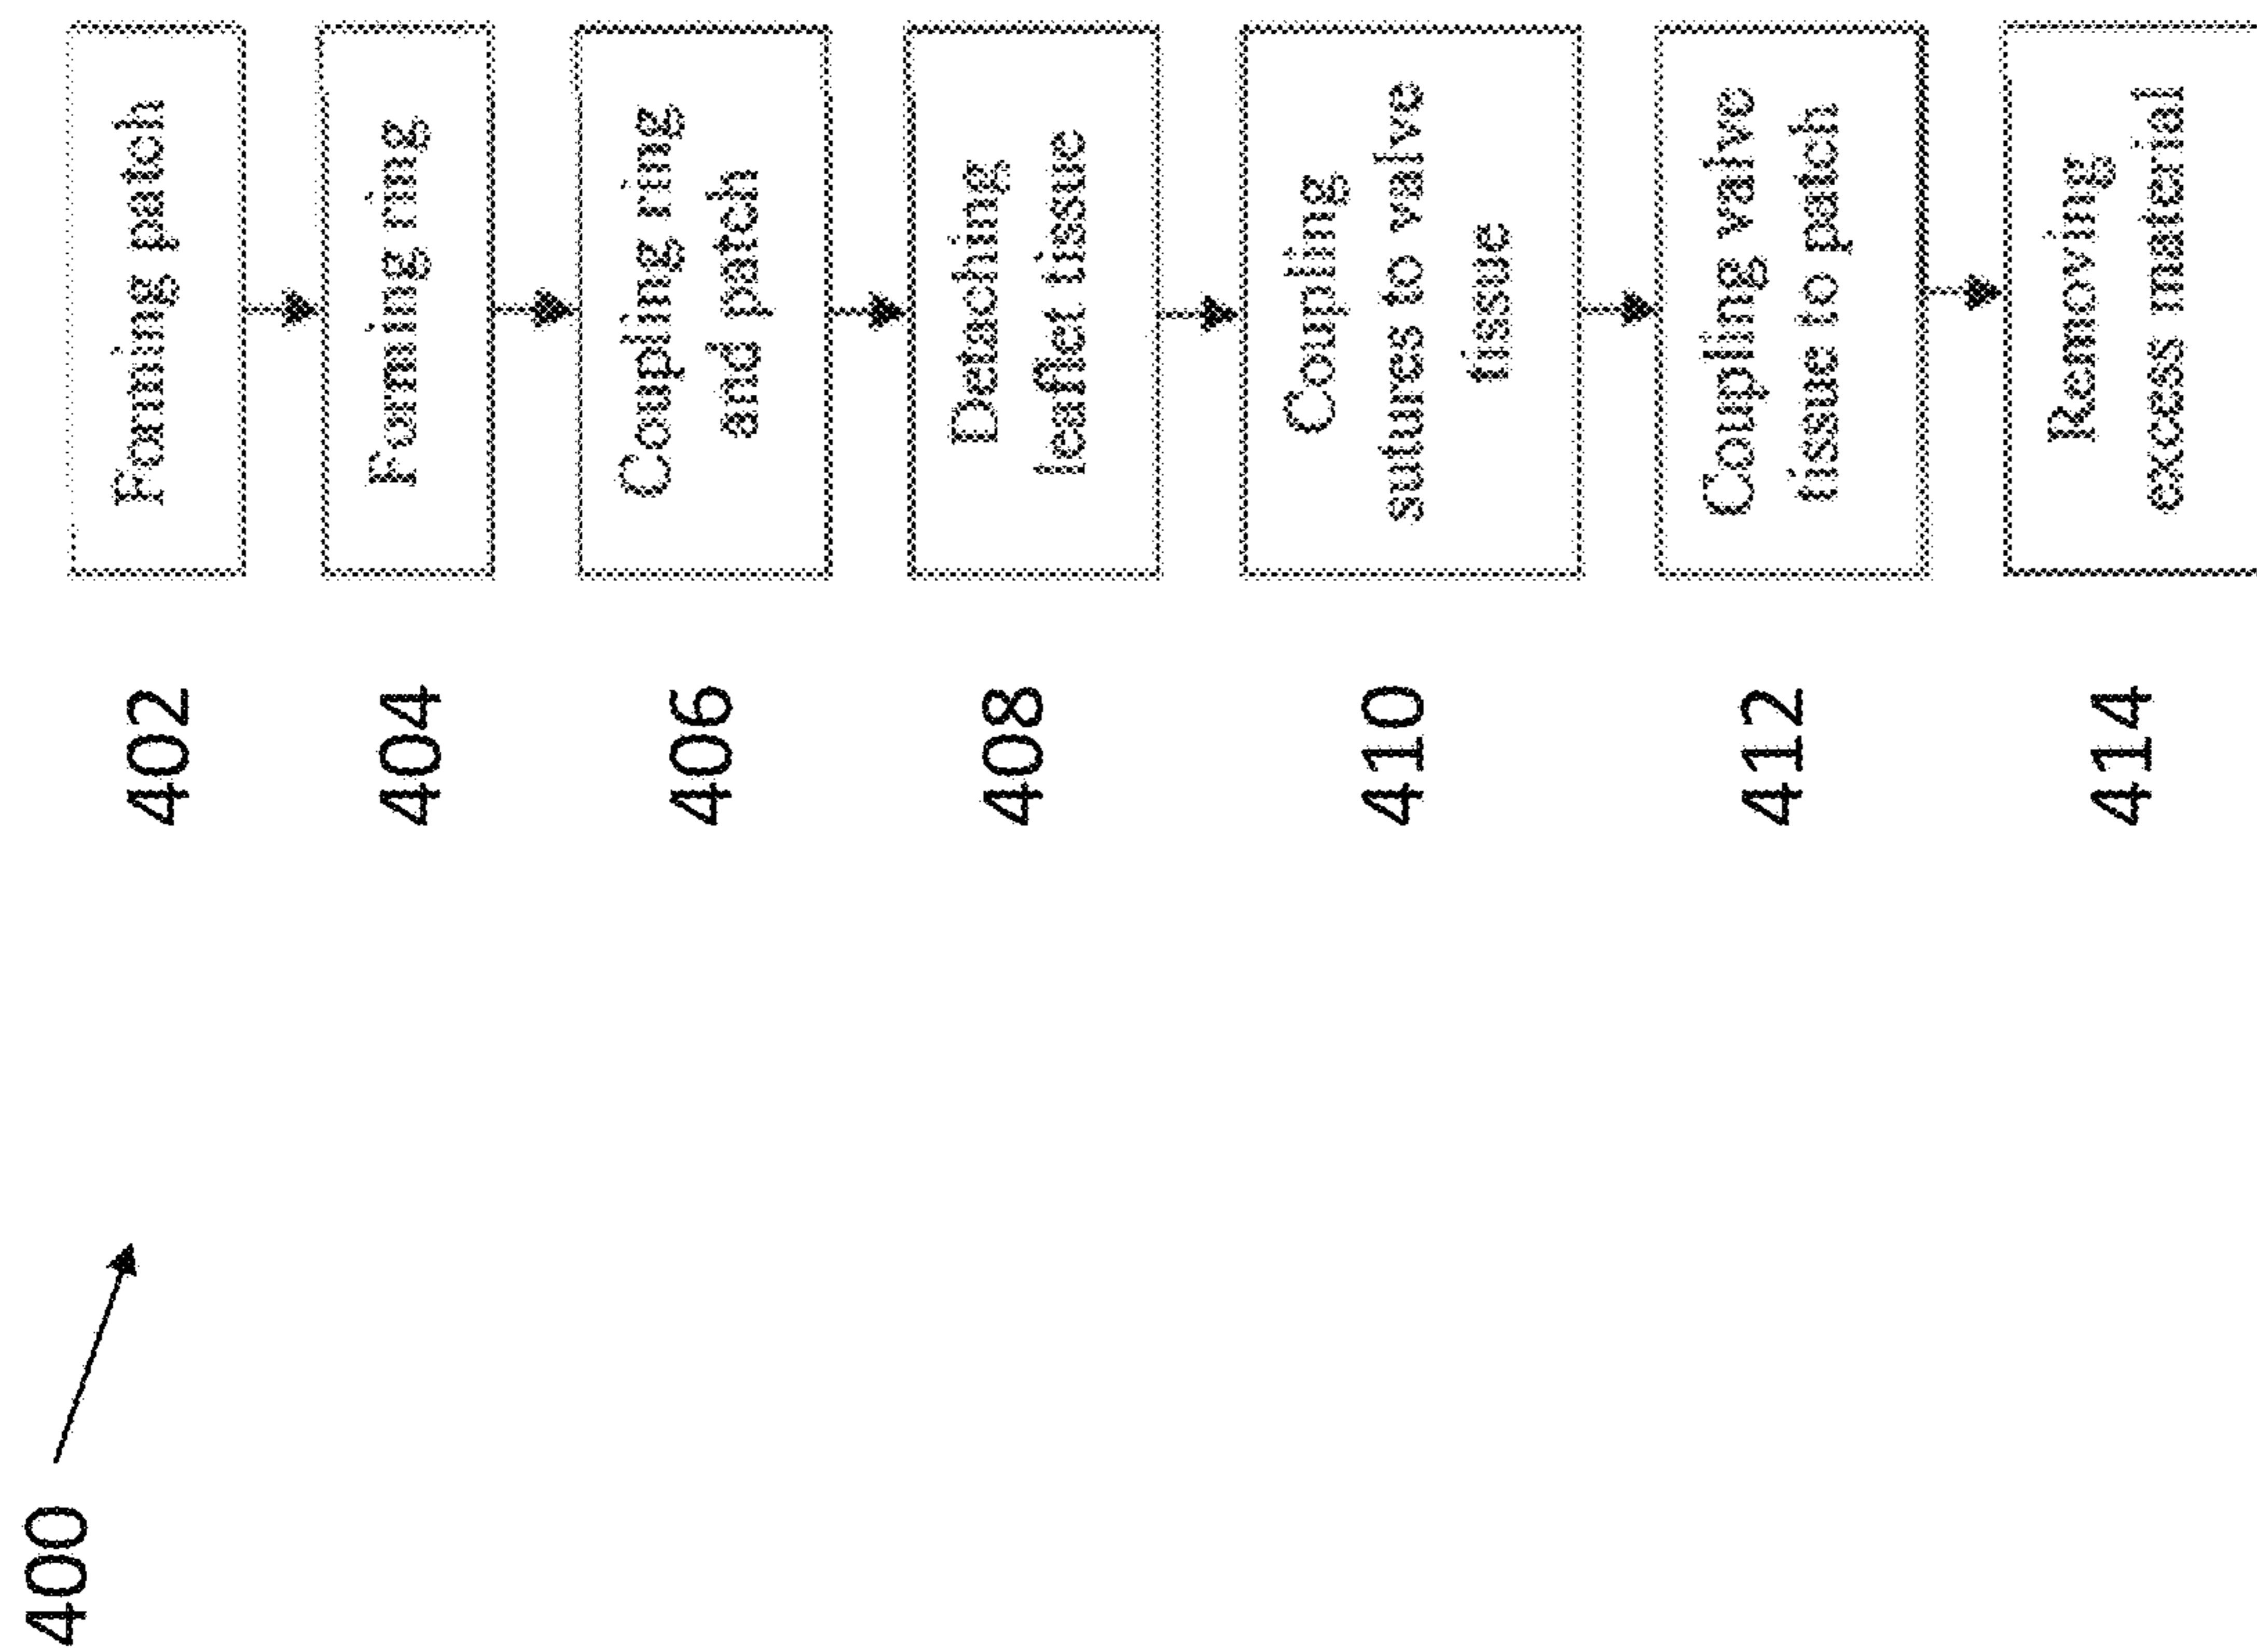 400
402
Forming patch
404
Forming ring
406
Coupling ring
and patch
408
Detaching
leaflet tissue
410
Coupling
sutures to valve
tissue
412
Coupling valve
tissue to patch
414
Removing
excess material